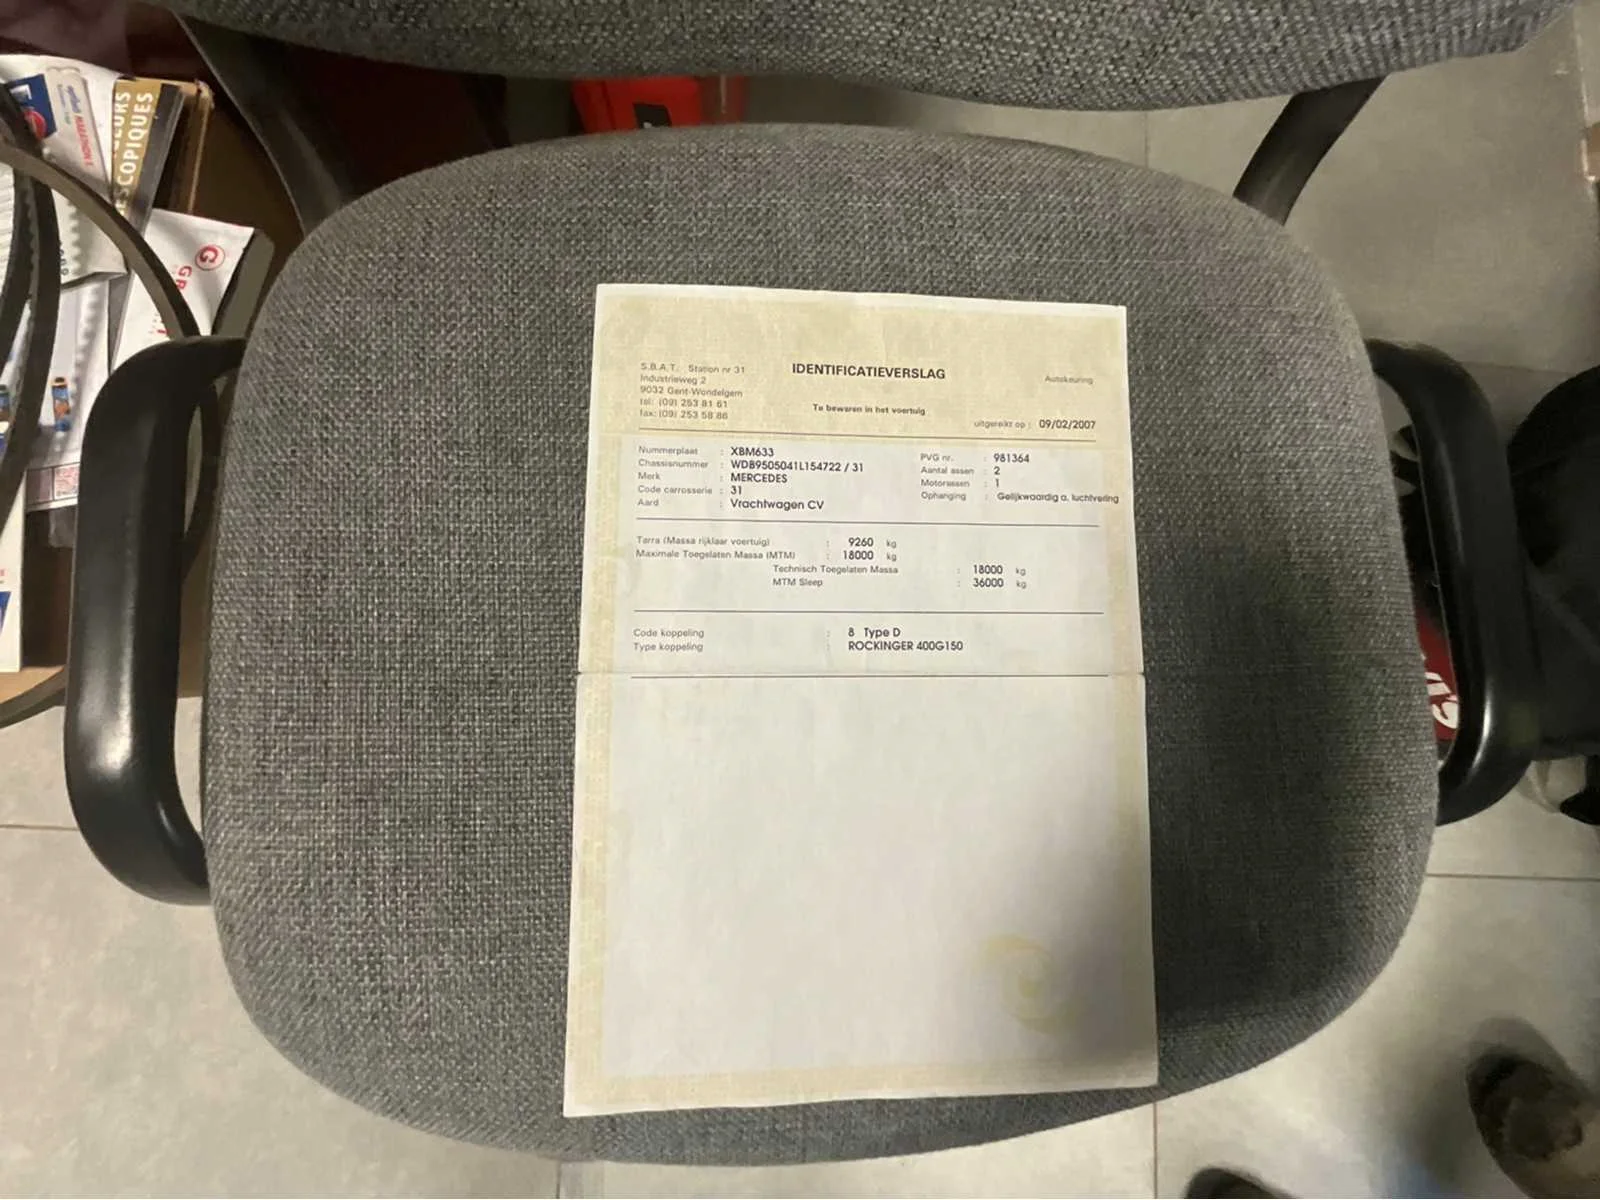 EURS
SCOPIQUES
MARATHON
G
GR
S.B.A.T. Station nr 31
Industrieweg 2
9032 Gent-Wondelgem
tel: (09) 253 81 61
fax: (09) 253 58 86
IDENTIFICATIEVERSLAG
Te bewaren in het voertuig
Autokeuring
uitgereikt op : 09/02/2007
Nummerplaat : XBM633
Chassisnummer : WDB9505041L154722 / 31
Merk : MERCEDES
Code carrosserie : 31
Aard : Vrachtwagen CV
PVG nr. : 981364
Aantal assen : 2
Motorassen : 1
Ophanging : Gelijkwaardig a. luchtvering
Tarra (Massa rijklaar voertuig) : 9260 kg
Maximale Toegelaten Massa (MTM) : 18000 kg
Technisch Toegelaten Massa : 18000 kg
MTM Sleep : 36000 kg
Code koppeling : 8 Type D
Type koppeling : ROCKINGER 400G150